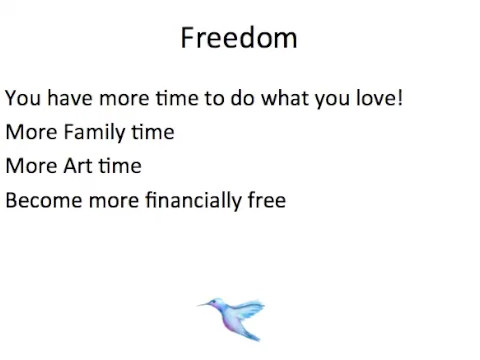 Freedom
You have more time to do what you love!
More Family time
More Art time
Become more financially free